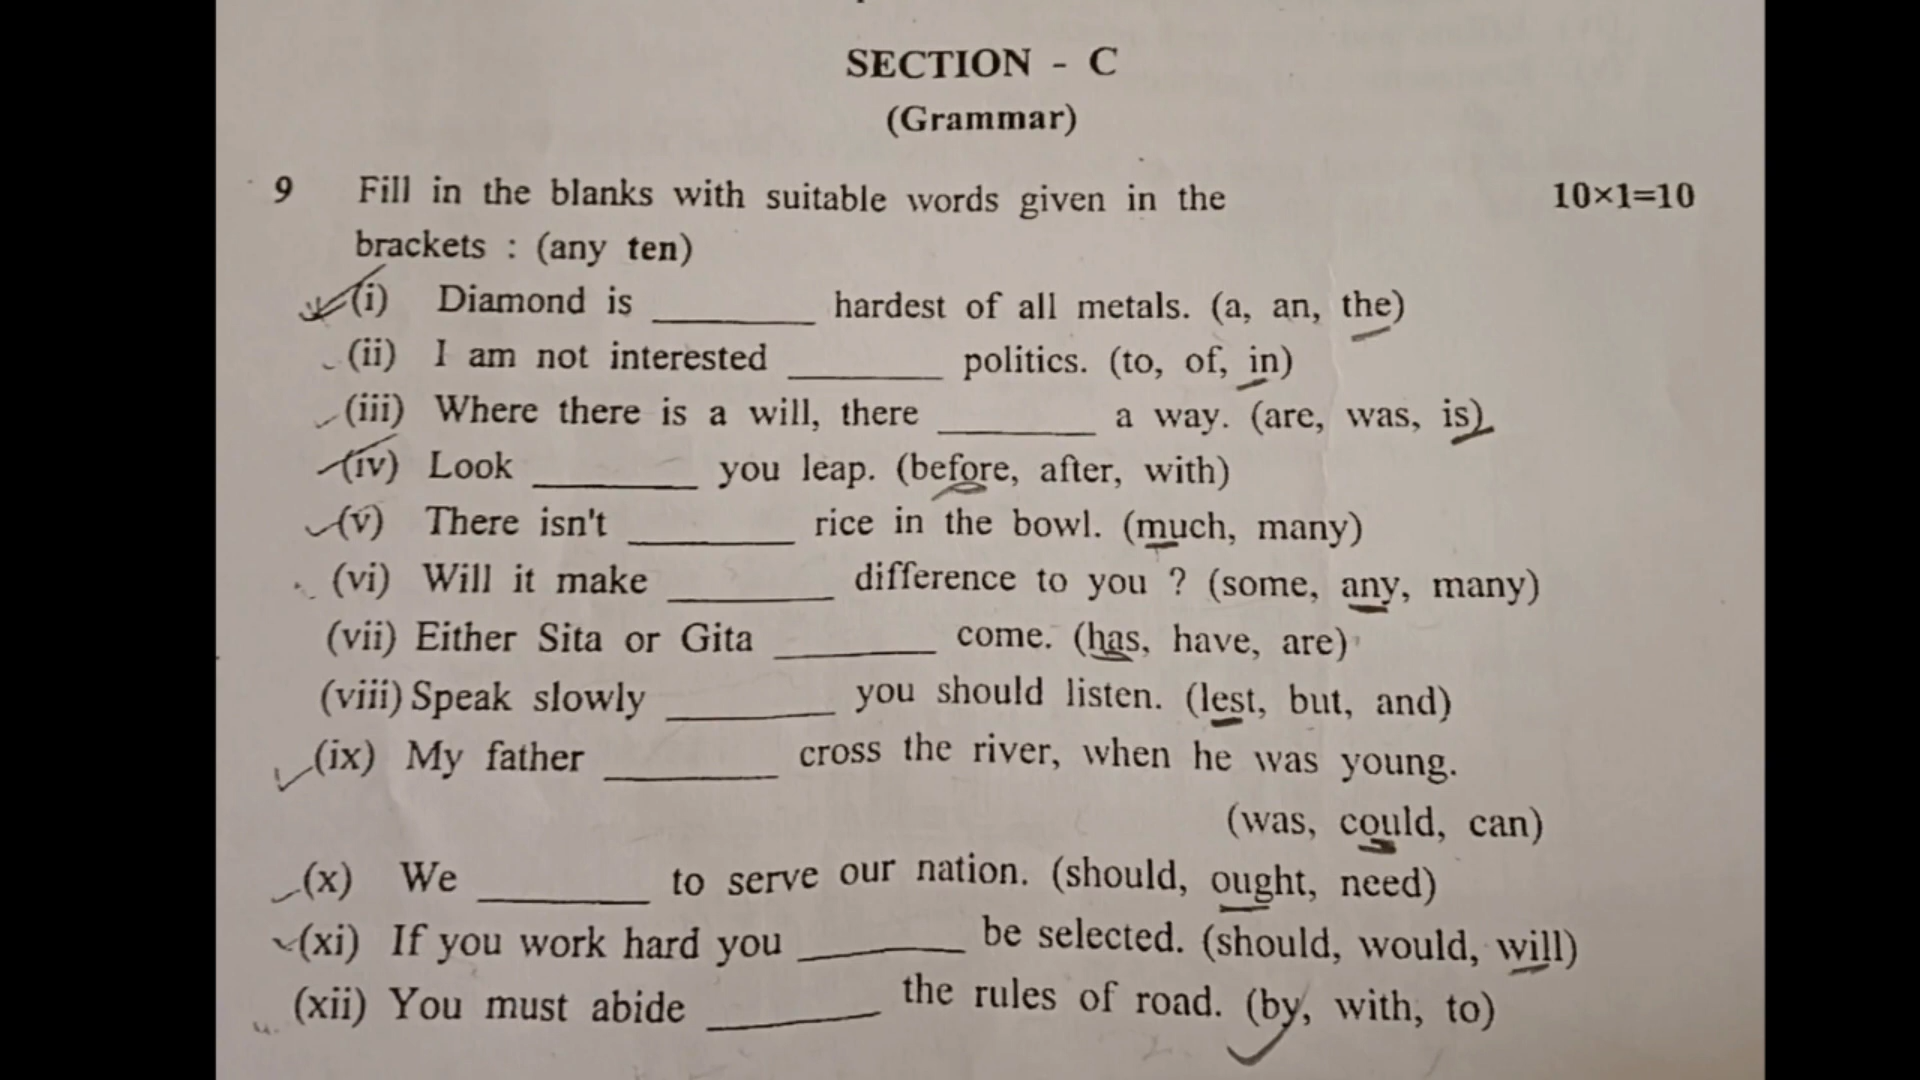 SECTION - C
(Grammar)
9 Fill in the blanks with suitable words given in the 10×1=10
brackets : (any ten)
(i) Diamond is ________ hardest of all metals. (a, an, the)
(ii) I am not interested ________ politics. (to, of, in)
(iii) Where there is a will, there ________ a way. (are, was, is)
(iv) Look ________ you leap. (before, after, with)
(v) There isn't ________ rice in the bowl. (much, many)
(vi) Will it make ________ difference to you ? (some, any, many)
(vii) Either Sita or Gita ________ come. (has, have, are)
(viii) Speak slowly ________ you should listen. (lest, but, and)
(ix) My father ________ cross the river, when he was young.
(was, could, can)
(x) We ________ to serve our nation. (should, ought, need)
(xi) If you work hard you ________ be selected. (should, would, will)
(xii) You must abide ________ the rules of road. (by, with, to)